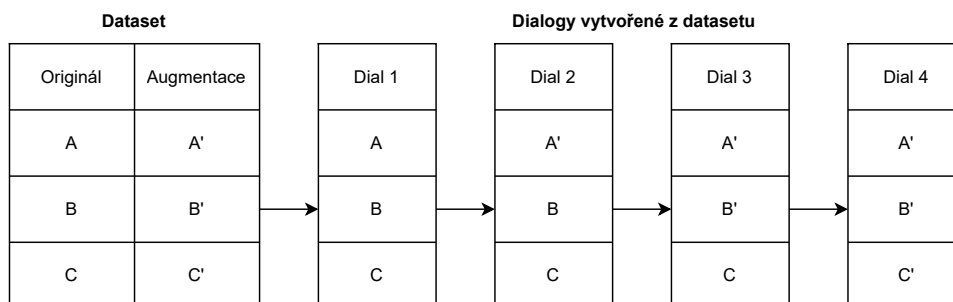 Dataset Dialogy vytvořené z datasetu
Originál Augmentace Dial 1 Dial 2 Dial 3 Dial 4
A A' A A' A' A'
B B' B B B' B'
C C' C C C C'